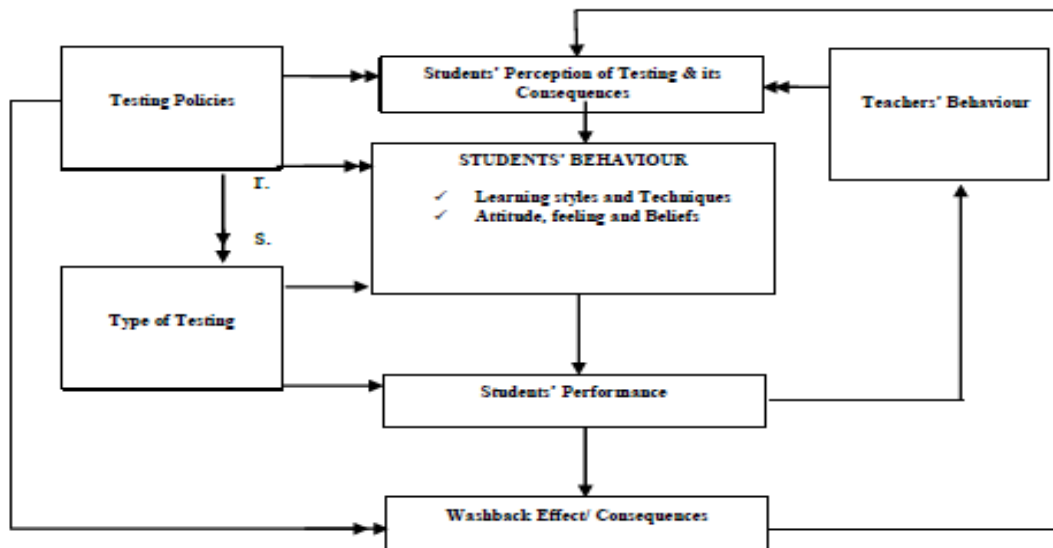 Students' Perception of Testing & its
Consequences
Testing Policies
Teachers' Behaviour
STUDENTS' BEHAVIOUR
r.
✓ Learning styles and Techniques
✓ Attitude, feeling and Beliefs
s.
Type of Testing
Students' Performance
Washback Effect/ Consequences